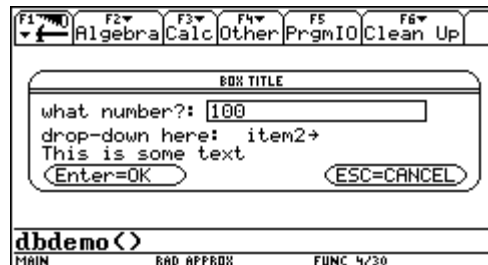 F1 F2 F3 F4 F5 F6
Algebra Calc Other PrgmIO Clean Up
BOX TITLE
what number?: 100
drop-down here: item2→
This is some text
Enter=OK ESC=CANCEL
dbdemo()
MAIN RAD APPROX FUNC 4/30